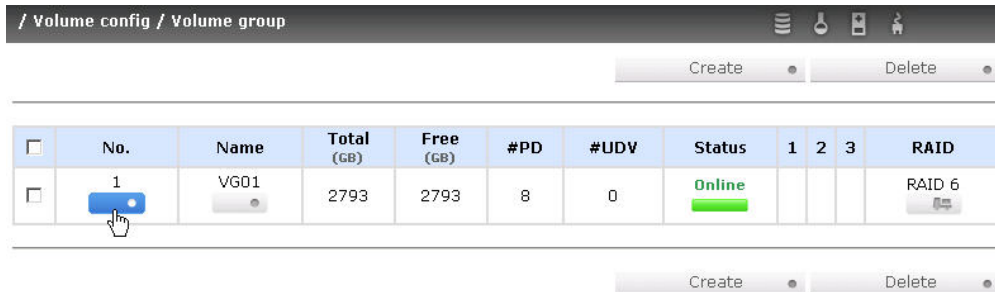 / Volume config / Volume group
Create Delete
No. Name Total (GB) Free (GB) #PD #UDV Status 1 2 3 RAID
1 VG01 2793 2793 8 0 Online RAID 6
Create Delete